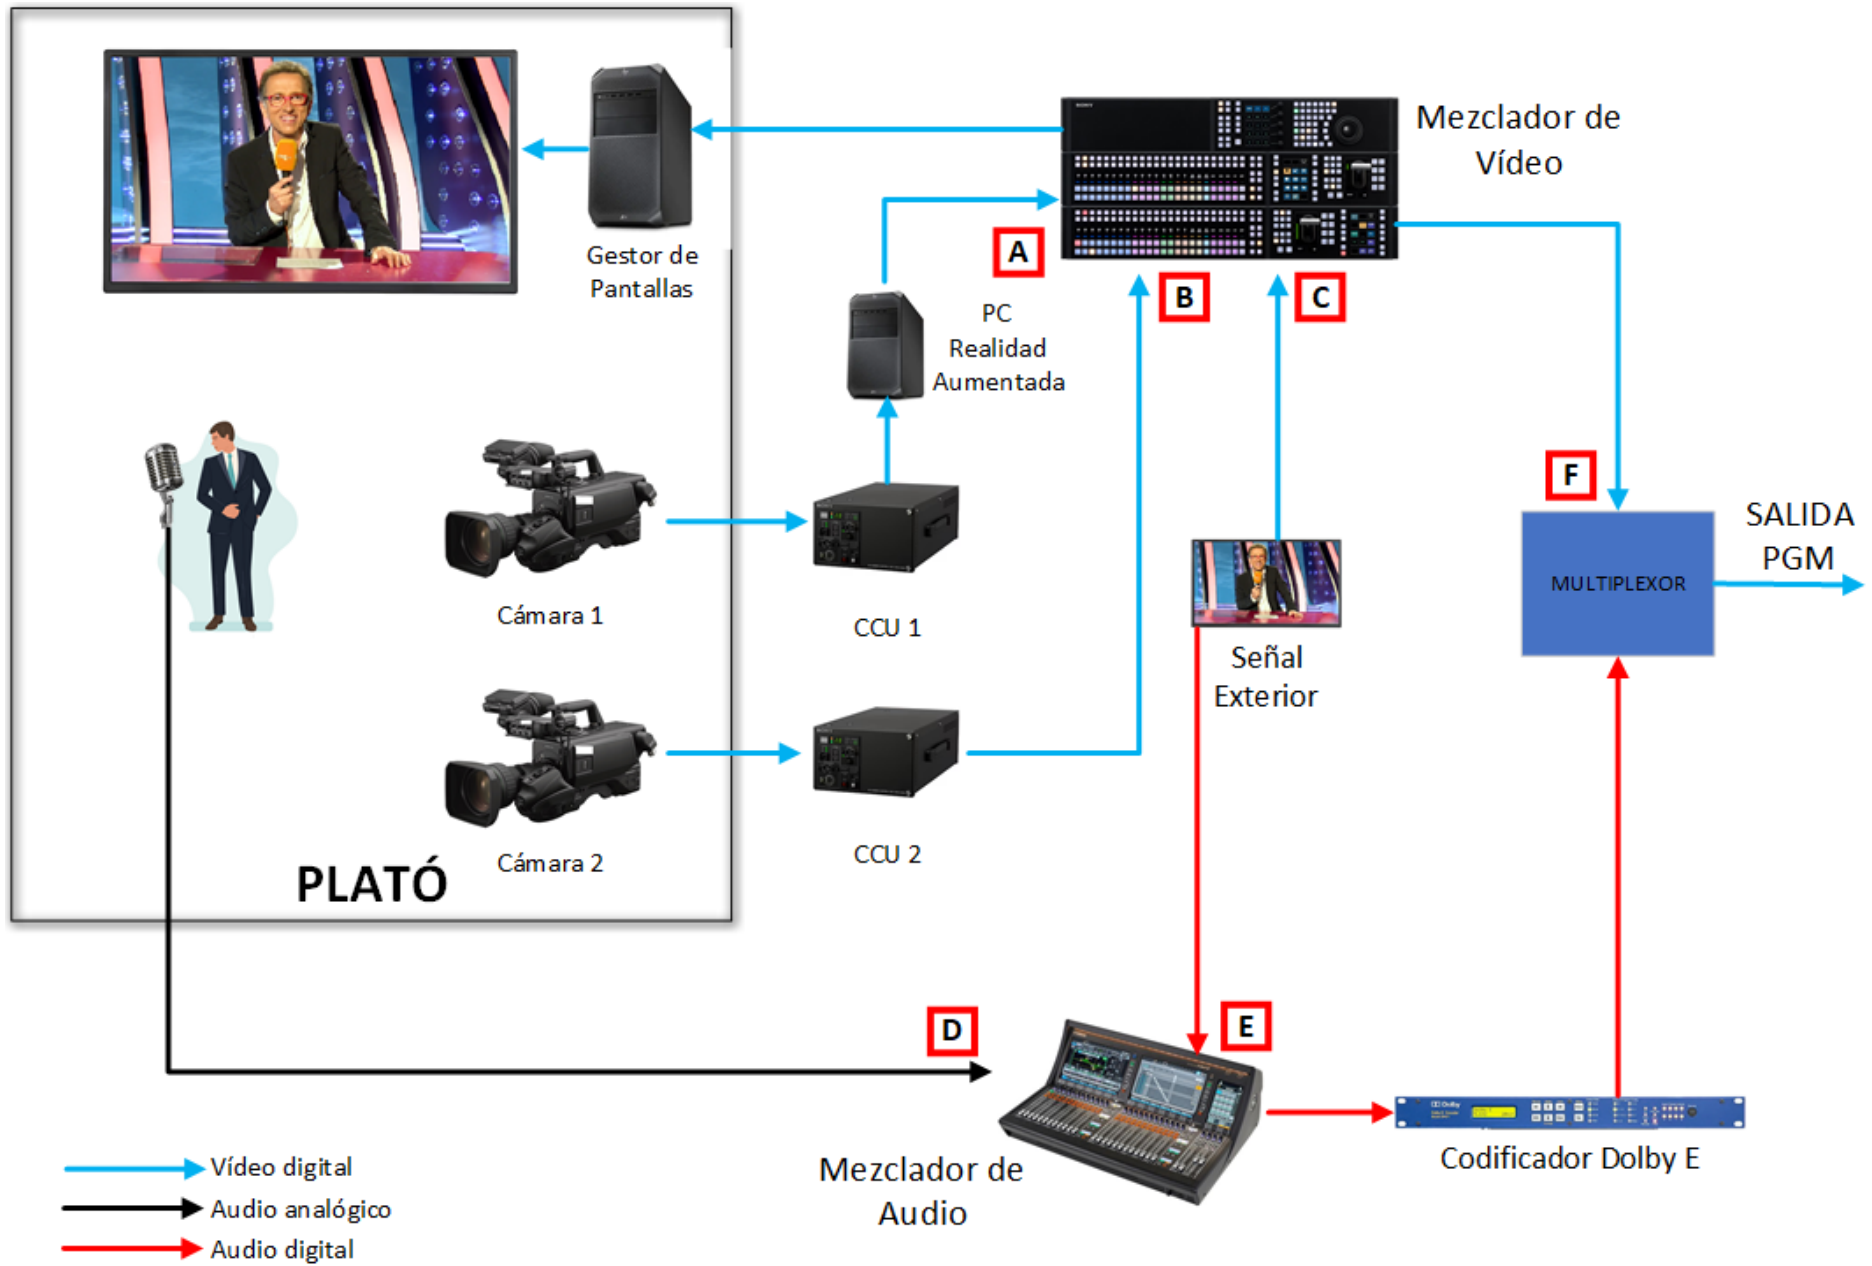 Mezclador de
Vídeo
Gestor de
Pantallas
A
B
C
PC
Realidad
Aumentada
F
SALIDA
PGM
MULTIPLEXOR
Cámara 1
CCU 1
Señal
Exterior
Cámara 2
CCU 2
PLATÓ
D
E
Mezclador de
Audio
Dolby
Codificador Dolby E
Vídeo digital
Audio analógico
Audio digital